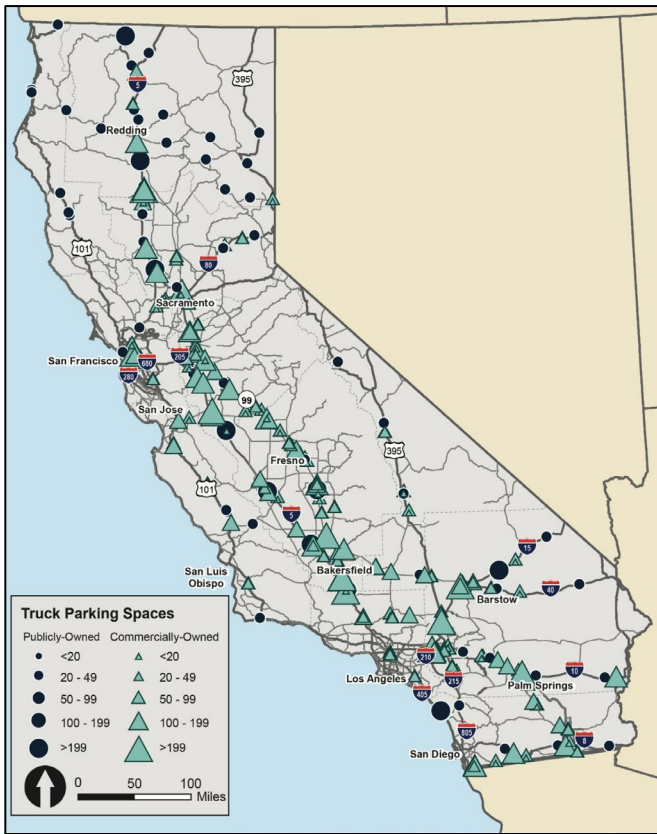 395
5
Redding
101
80
Sacramento
San Francisco
680
205
280
99
San Jose
395
Fresno
101
5
15
San Luis
Obispo
Bakersfield
Barstow
40
Truck Parking Spaces
Publicly-Owned Commercially-Owned
<20 <20
20 - 49 20 - 49
50 - 99 50 - 99
100 - 199 100 - 199
>199 >199
0 50 100
Miles
210
10
Los Angeles
215
Palm Springs
405
805
8
San Diego